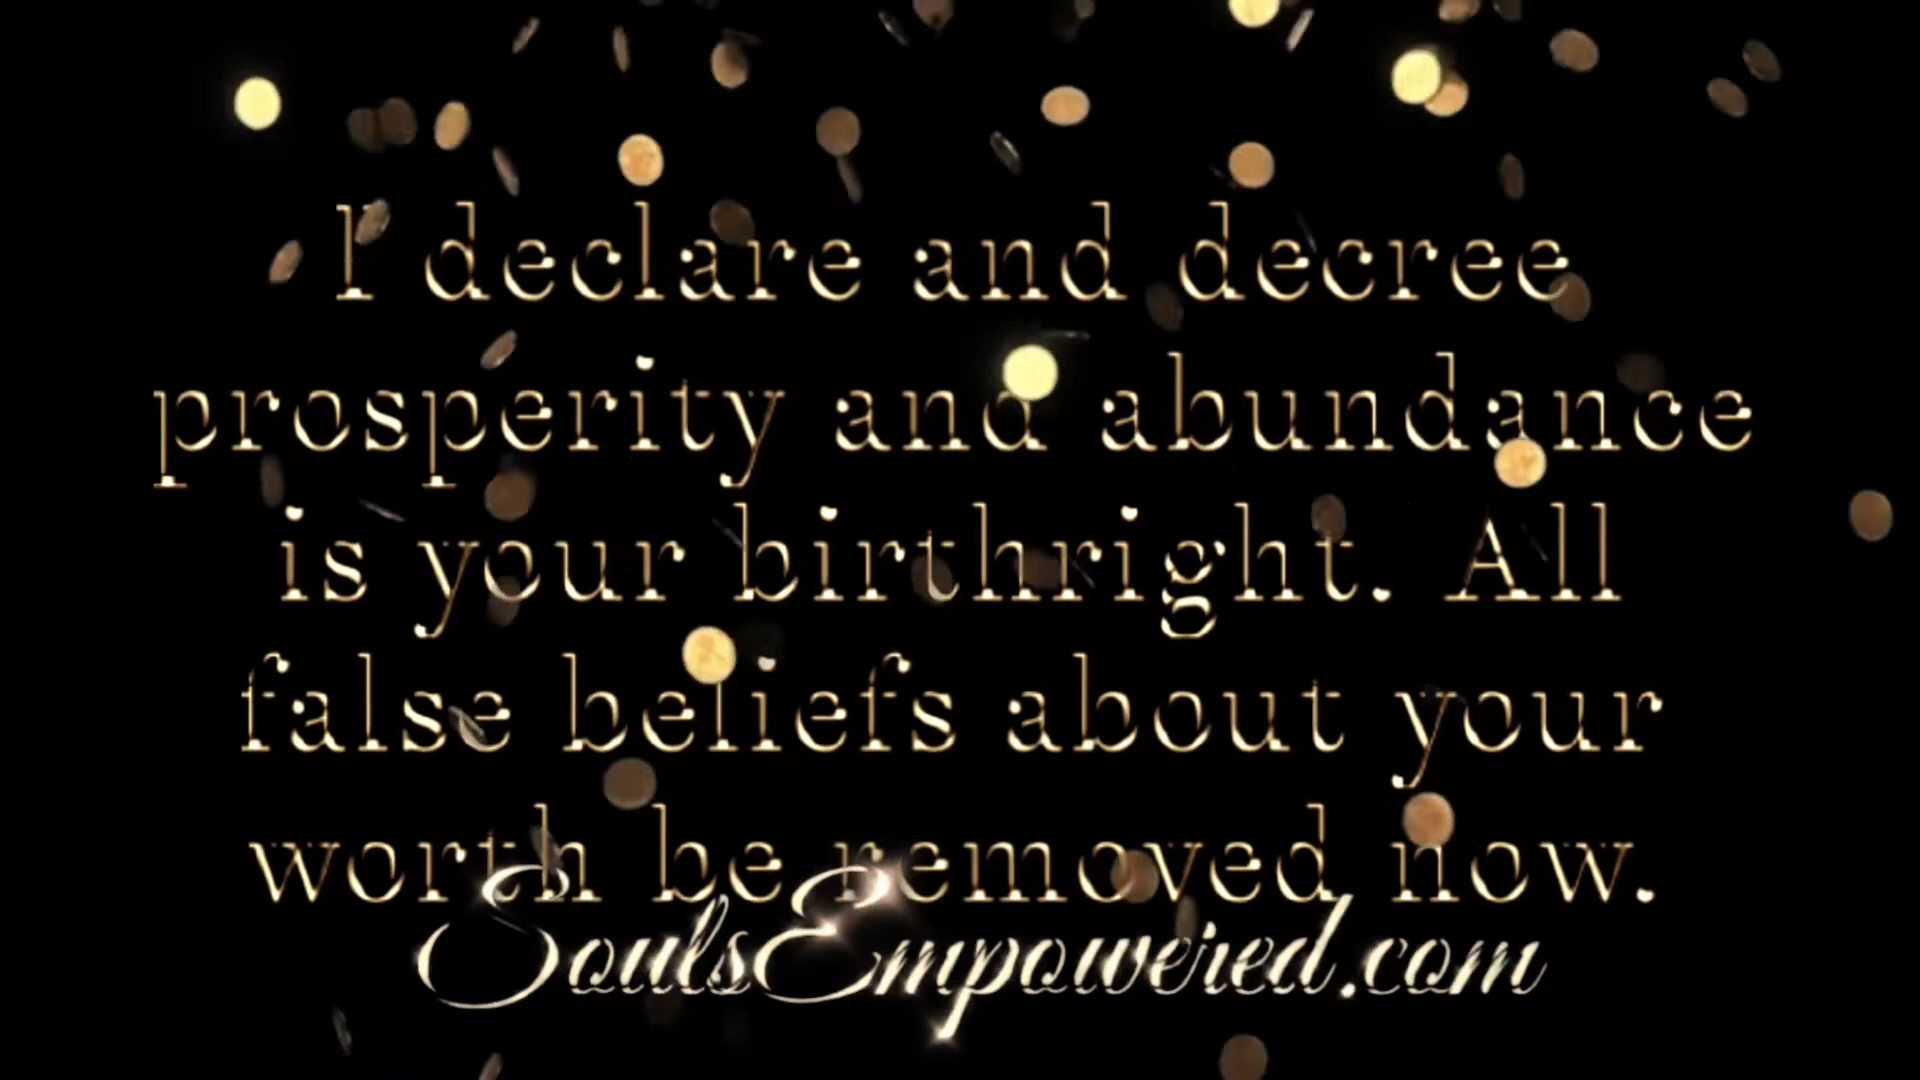 I declare and decree
prosperity and abundance
is your birthright. All
false beliefs about your
worth be removed now.
SoulsEmpowered.com